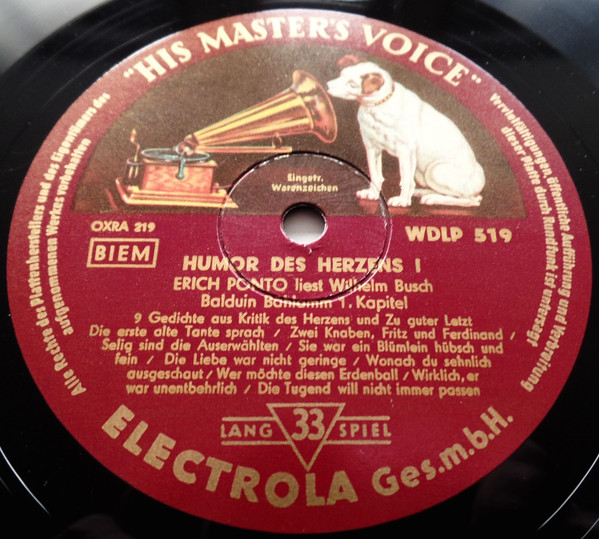 "HIS MASTER'S VOICE"
Alle Rechte des Plattenherstellers und des Eigentümers des
aufgenommenen Werkes vorbehalten
Vervielfältigungen, öffentliche Aufführung und Verbreitung
dieser Platte durch Rundfunk ist untersagt
Eingetr.
Warenzeichen
OXRA 219
BIEM
WDLP 519
HUMOR DES HERZENS I
ERICH PONTO liest Wilhelm Busch
Balduin Bählamm 1. Kapitel
9 Gedichte aus Kritik des Herzens und Zu guter Letzt
Die erste alte Tante sprach / Zwei Knaben, Fritz und Ferdinand /
Selig sind die Auserwählten / Sie war ein Blümlein hübsch und
fein / Die Liebe war nicht geringe / Wonach du sehnlich
ausgeschaut / Wer möchte diesen Erdenball / Wirklich, er
war unentbehrlich / Die Tugend will nicht immer passen
LANG 33 SPIEL
ELECTROLA Ges.m.b.H.